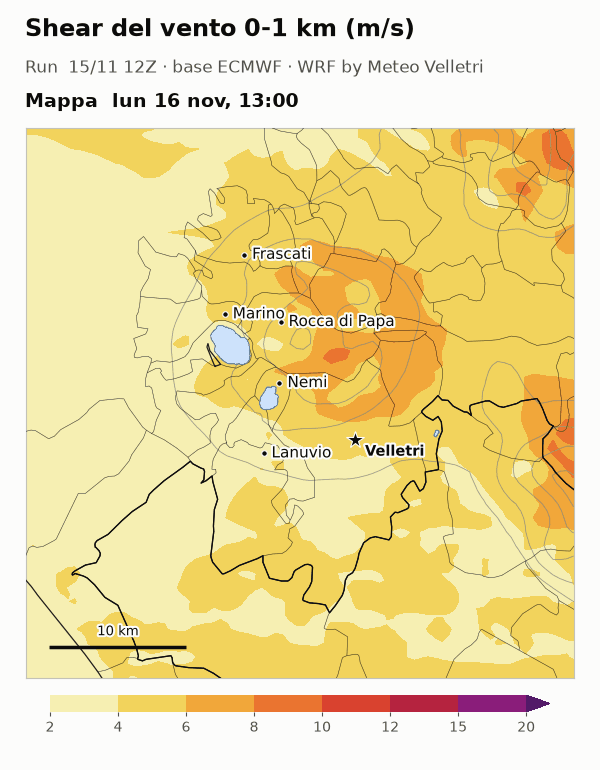 Shear del vento 0-1 km (m/s)
Run  15/11 12Z · base ECMWF · WRF by Meteo Velletri
Mappa  lun 16 nov, 13:00
Frascati
Marino
Rocca di Papa
Nemi
Velletri
Lanuvio
10 km
2 4 6 8 10 12 15 20